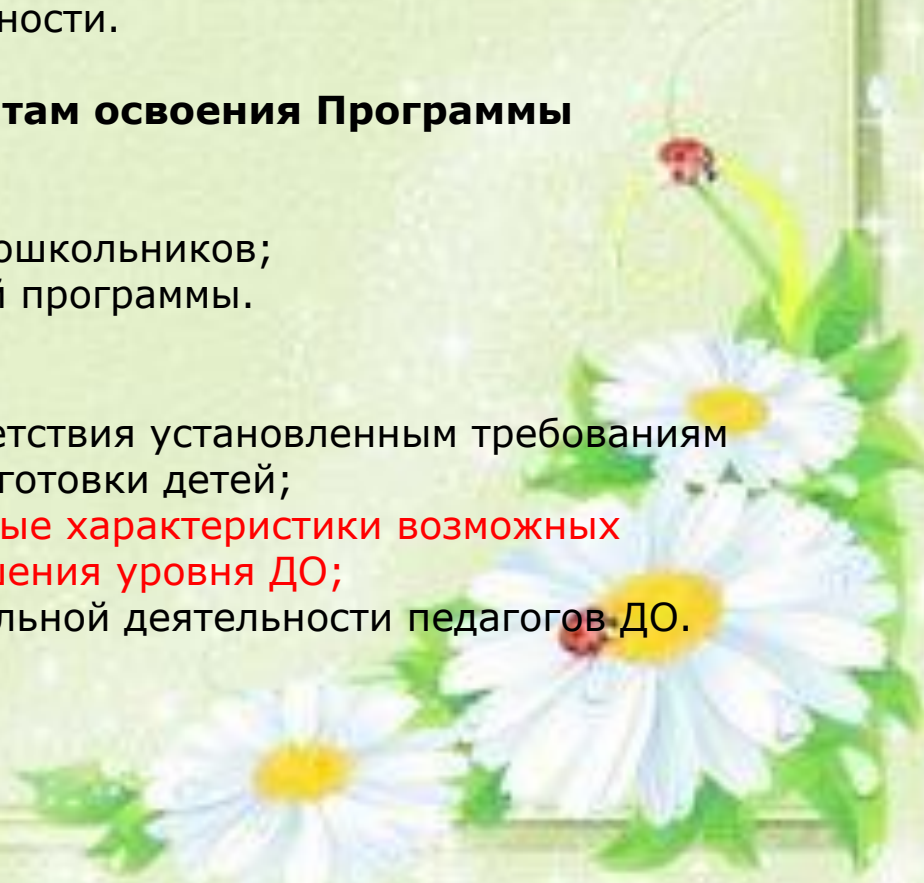 ности.
там освоения Программы
ошкольников;
й программы.
етствия установленным требованиям
готовки детей;
ые характеристики возможных
шения уровня ДО;
льной деятельности педагогов ДО.